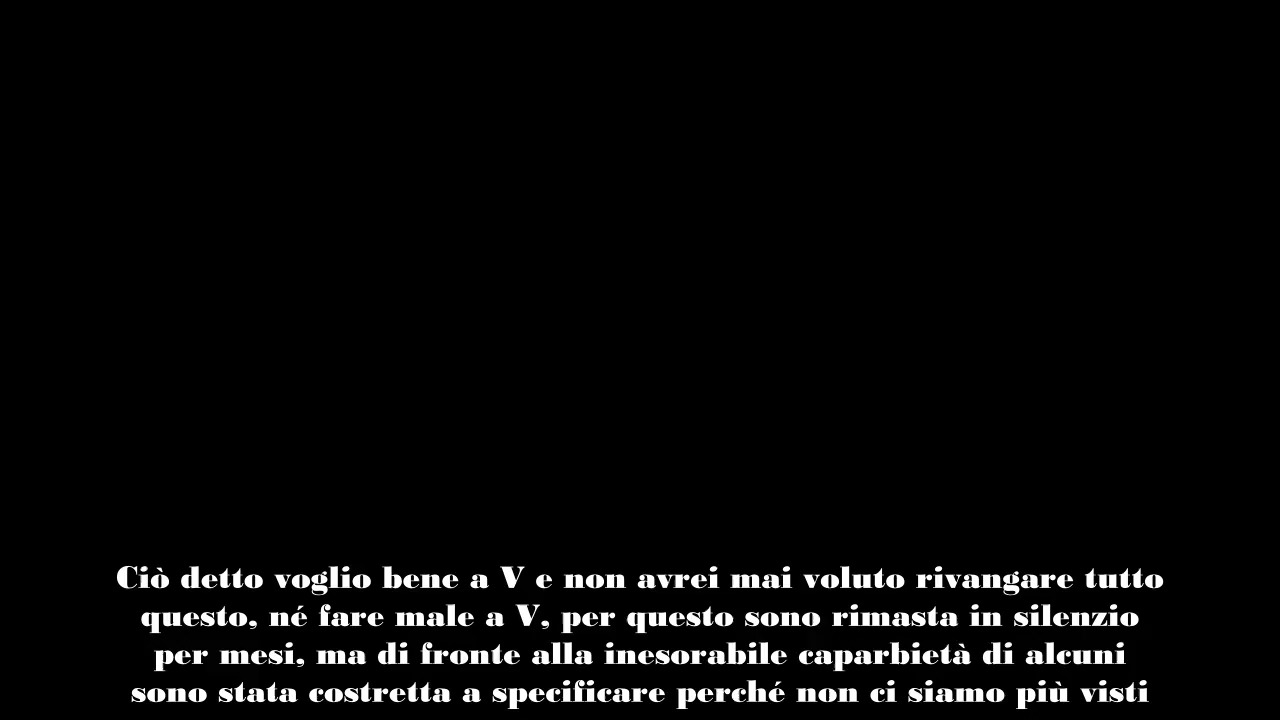 Ciò detto voglio bene a V e non avrei mai voluto rivangare tutto
questo, né fare male a V, per questo sono rimasta in silenzio
per mesi, ma di fronte alla inesorabile caparbietà di alcuni
sono stata costretta a specificare perché non ci siamo più visti